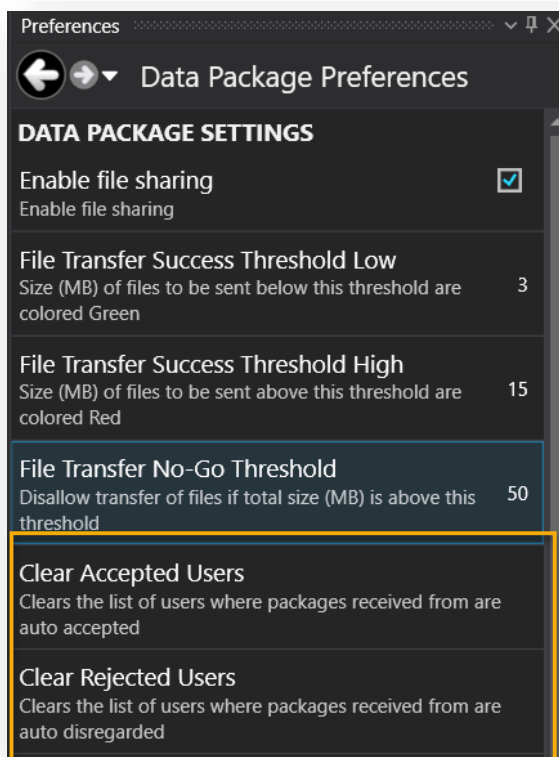 Preferences
Data Package Preferences
DATA PACKAGE SETTINGS
Enable file sharing
Enable file sharing
File Transfer Success Threshold Low
Size (MB) of files to be sent below this threshold are
colored Green
3
File Transfer Success Threshold High
Size (MB) of files to be sent above this threshold are
colored Red
15
File Transfer No-Go Threshold
Disallow transfer of files if total size (MB) is above this
threshold
50
Clear Accepted Users
Clears the list of users where packages received from are
auto accepted
Clear Rejected Users
Clears the list of users where packages received from are
auto disregarded